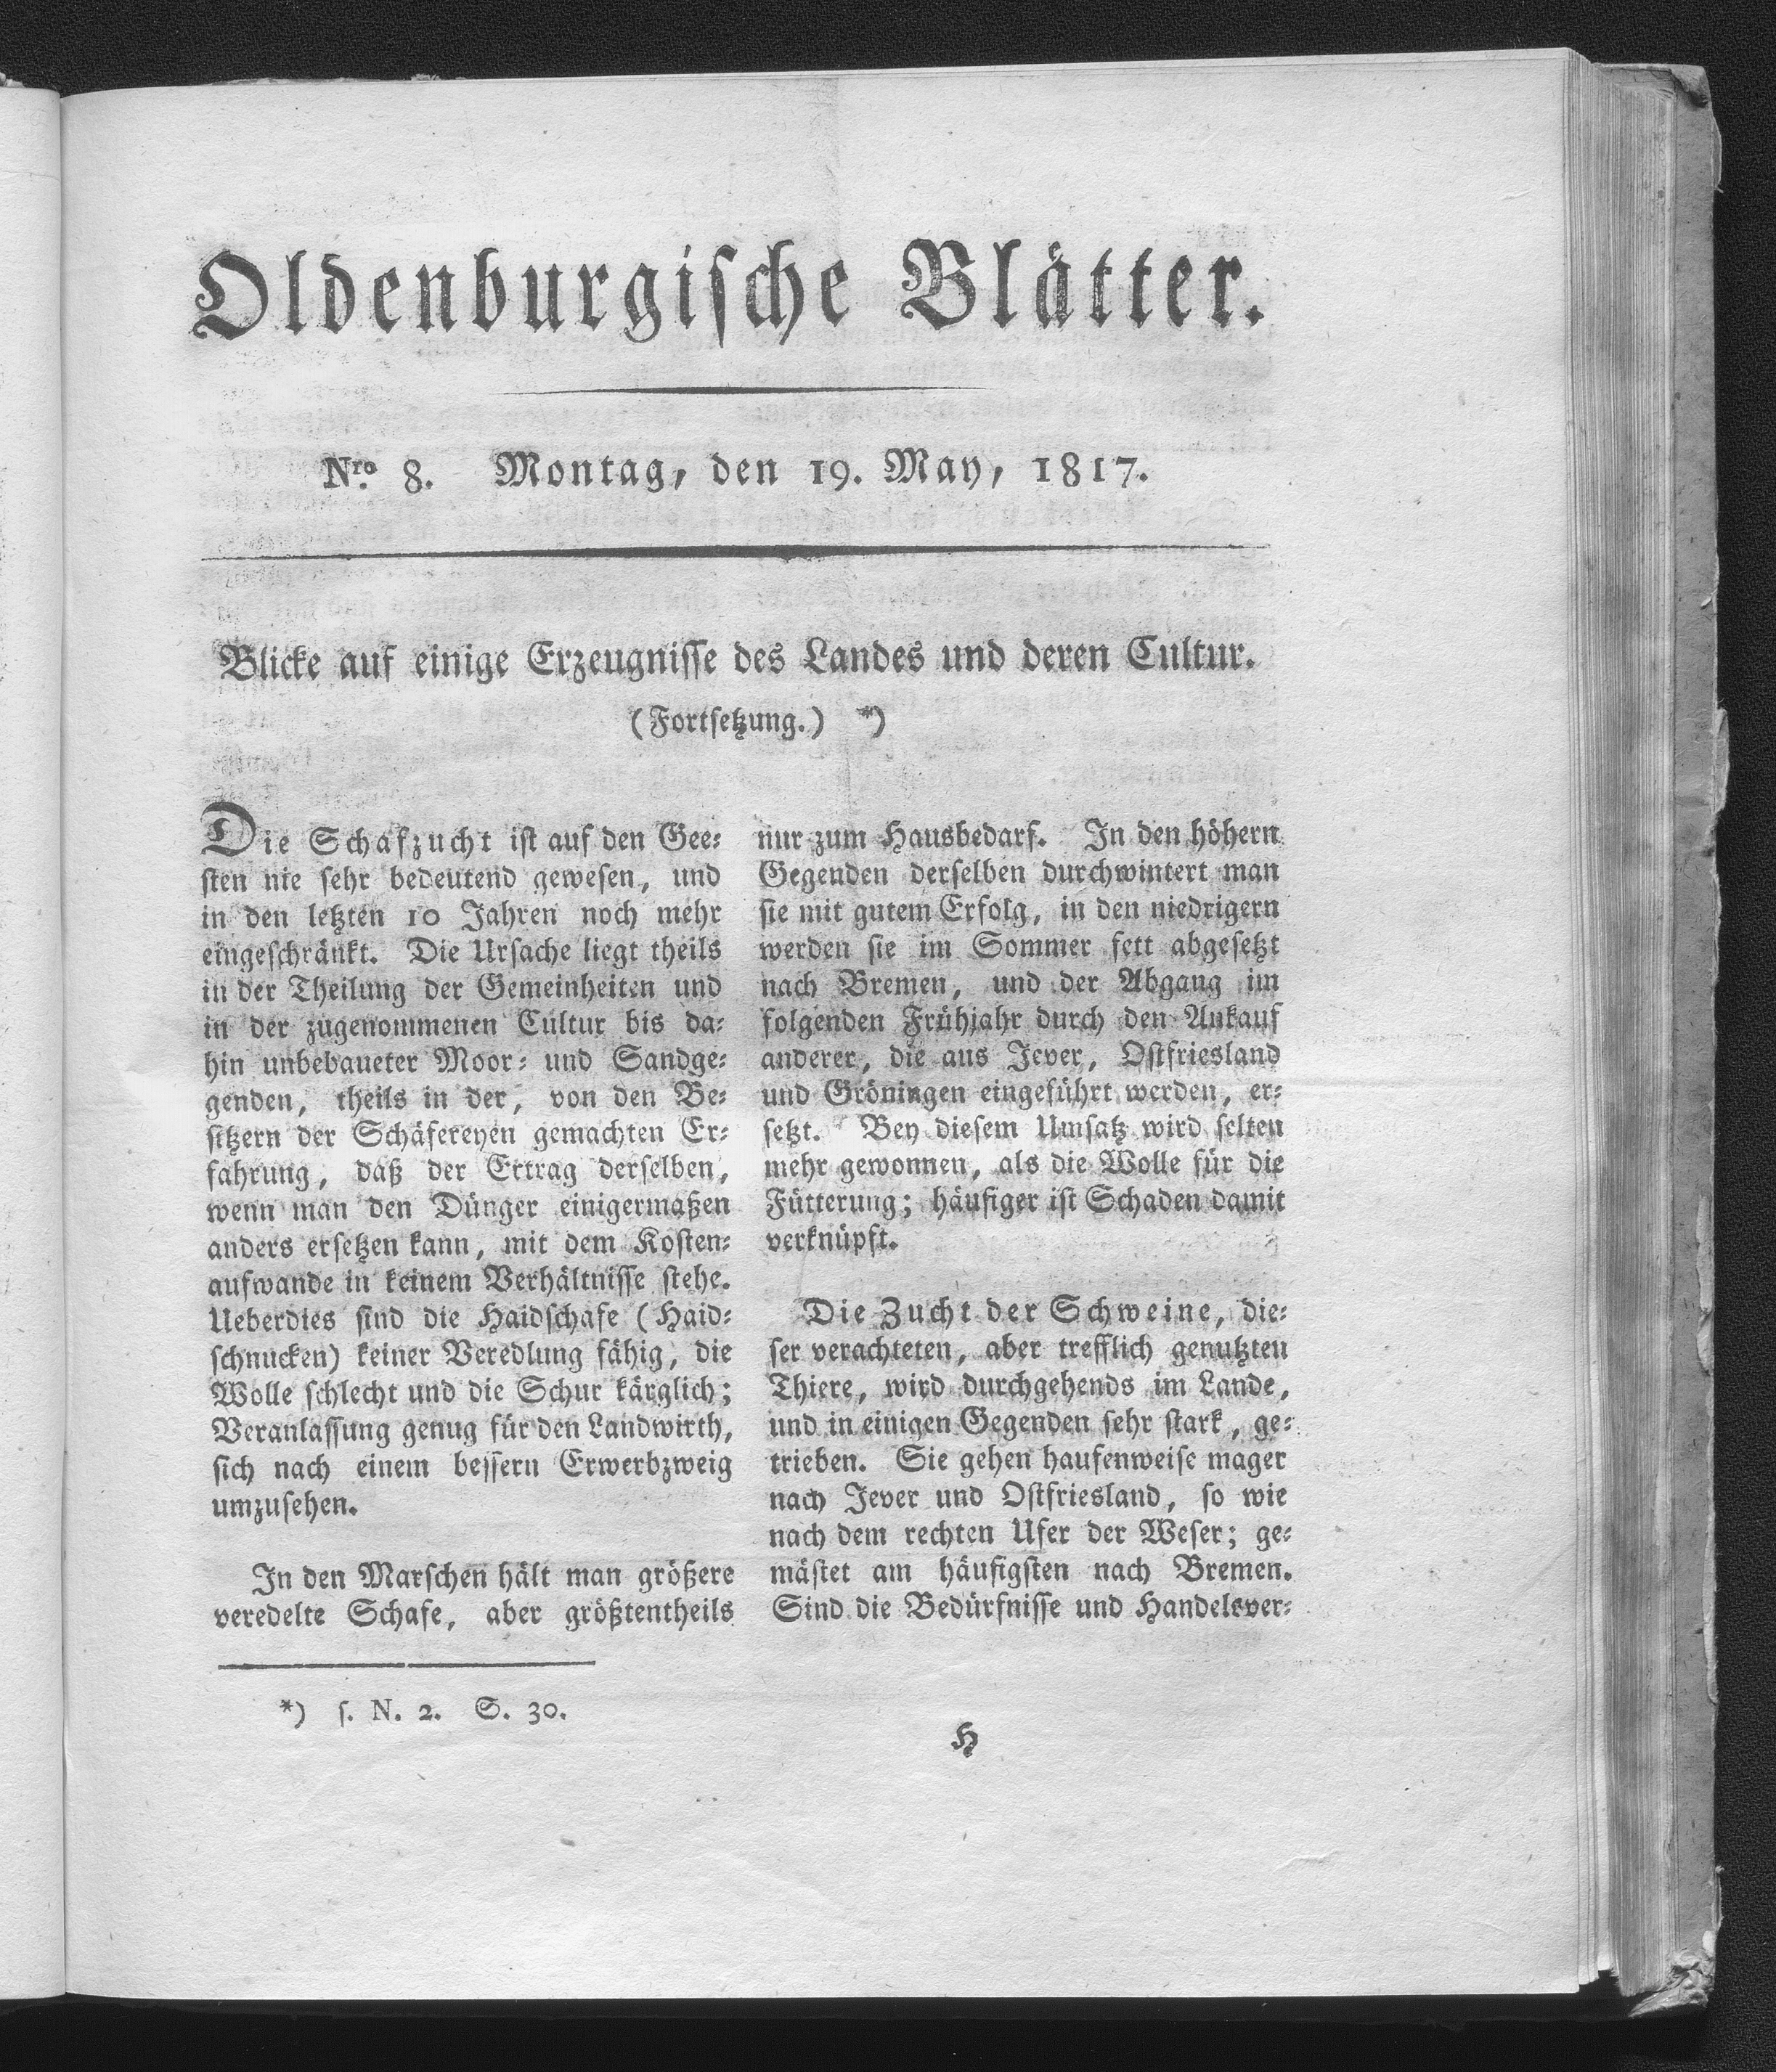 Oldenburgische Blätter.
Nro. 8. Montag, den 19. May, 1817.
Blicke auf einige Erzeugnisse des Landes und deren Cultur.
(Fortsetzung.) *)
Die Schafzucht ist auf den Gee-
sten nie sehr bedeutend gewesen, und
in den letzten 10 Jahren noch mehr
eingeschränkt. Die Ursache liegt theils
in der Theilung der Gemeinheiten und
in der zugenommenen Cultur bis da-
hin unbebaueter Moor- und Sandge-
genden, theils in der, von den Be-
sitzern der Schäfereyen gemachten Er-
fahrung, daß der Ertrag derselben,
wenn man den Dünger einigermaßen
anders ersetzen kann, mit dem Kosten-
aufwande in keinem Verhältnisse stehe.
Ueberdies sind die Haidschafe (Haid-
schnucken) keiner Veredlung fähig, die
Wolle schlecht und die Schur kärglich;
Veranlassung genug für den Landwirth,
sich nach einem bessern Erwerbzweig
umzusehen.
In den Marschen hält man größere
veredelte Schafe, aber größtentheils
nur zum Hausbedarf. In den höhern
Gegenden derselben durchwintert man
sie mit gutem Erfolg, in den niedrigern
werden sie im Sommer fett abgesetzt
nach Bremen, und der Abgang im
folgenden Frühjahr durch den Ankauf
anderer, die aus Jever, Ostfriesland
und Gröningen eingeführt werden, er-
setzt. Bey diesem Umsatz wird selten
mehr gewonnen, als die Wolle für die
Fütterung; häufiger ist Schaden damit
verknüpft.
Die Zucht der Schweine, die-
ser verachteten, aber trefflich genutzten
Thiere, wird durchgehends im Lande,
und in einigen Gegenden sehr stark, ge-
trieben. Sie gehen haufenweise mager
nach Jever und Ostfriesland, so wie
nach dem rechten Ufer der Weser; ge-
mästet am häufigsten nach Bremen.
Sind die Bedürfnisse und Handelsver-
*) s. N. 2. S. 30.
H